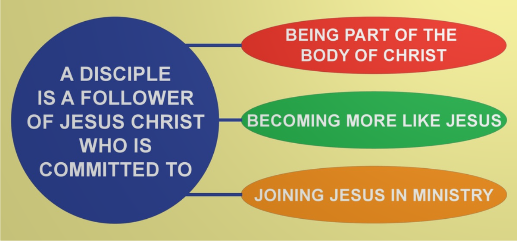 A DISCIPLE
IS A FOLLOWER
OF JESUS CHRIST
WHO IS
COMMITTED TO
BEING PART OF THE
BODY OF CHRIST
BECOMING MORE LIKE JESUS
JOINING JESUS IN MINISTRY